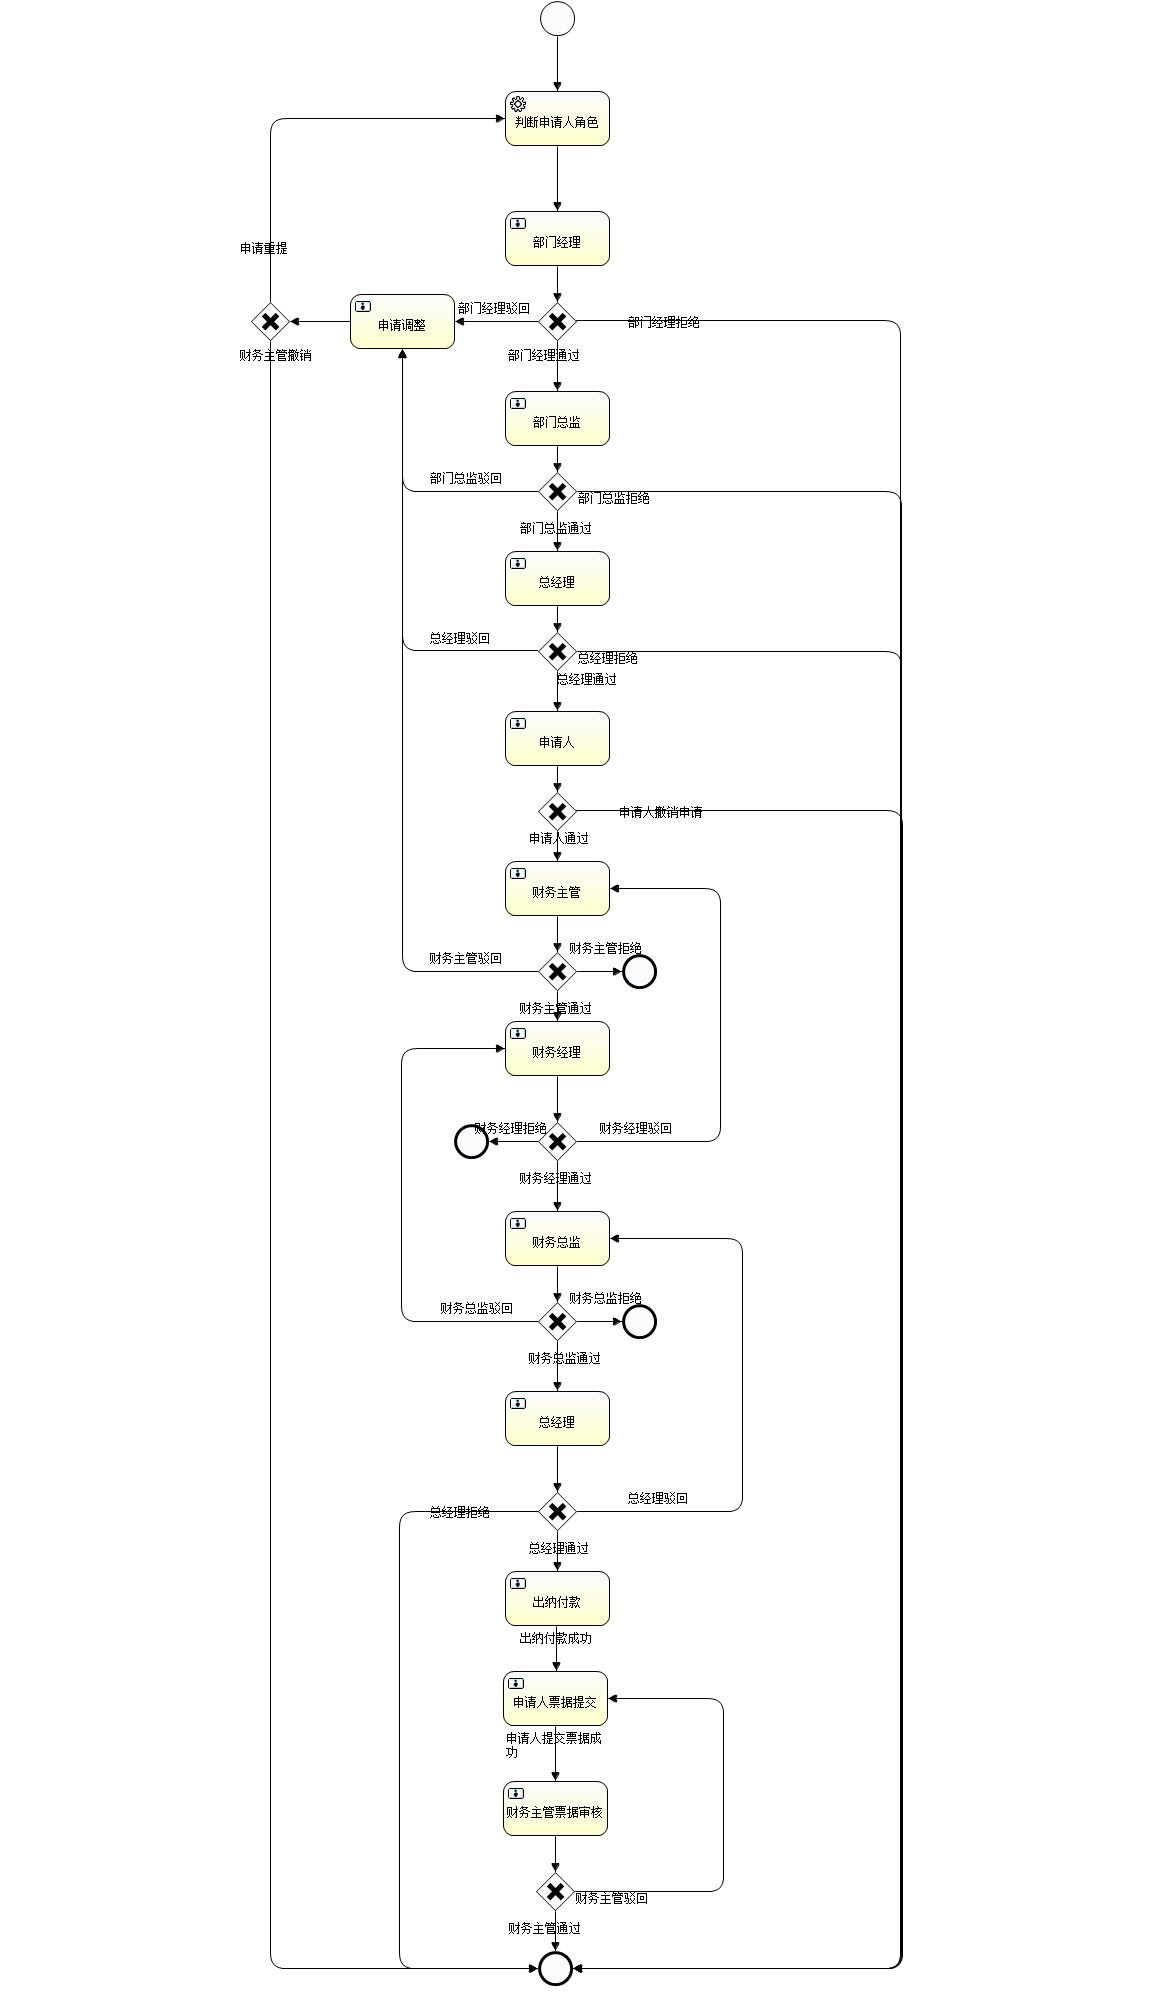 判断申请人角色
部门经理
申请重提
部门经理驳回
部门经理拒绝
申请调整
财务主管撤销
部门经理通过
部门总监
部门总监驳回
部门总监拒绝
部门总监通过
总经理
总经理驳回
总经理拒绝
总经理通过
申请人
申请人撤销申请
申请人通过
财务主管
财务主管拒绝
财务主管驳回
财务主管通过
财务经理
财务经理拒绝
财务经理驳回
财务经理通过
财务总监
财务总监拒绝
财务总监驳回
财务总监通过
总经理
总经理驳回
总经理拒绝
总经理通过
出纳付款
出纳付款成功
申请人票据提交
申请人提交票据成
功
财务主管票据审核
财务主管驳回
财务主管通过